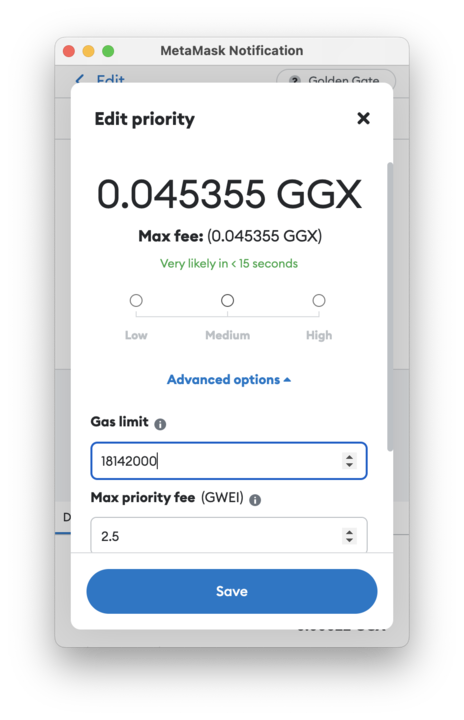 MetaMask Notification
Edit
Golden Gate
Edit priority
0.045355 GGX
Max fee: (0.045355 GGX)
Very likely in < 15 seconds
Low
Medium
High
Advanced options
Gas limit
18142000
Max priority fee (GWEI)
2.5
D
Save